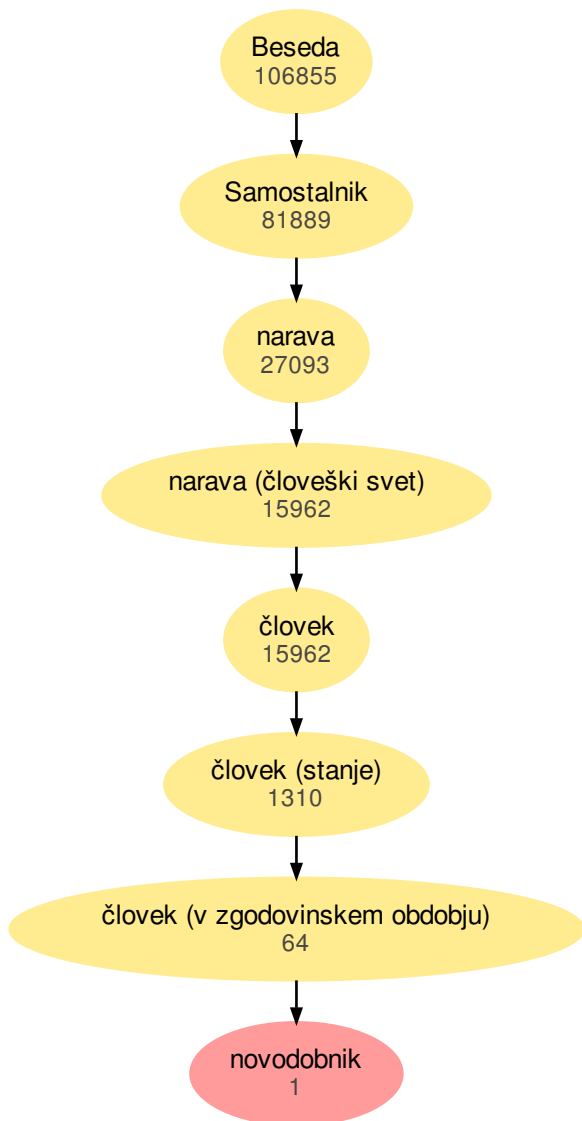 Beseda
106855
Samostalnik
81889
narava
27093
narava (človeški svet)
15962
človek
15962
človek (stanje)
1310
človek (v zgodovinskem obdobju)
64
novodobnik
1